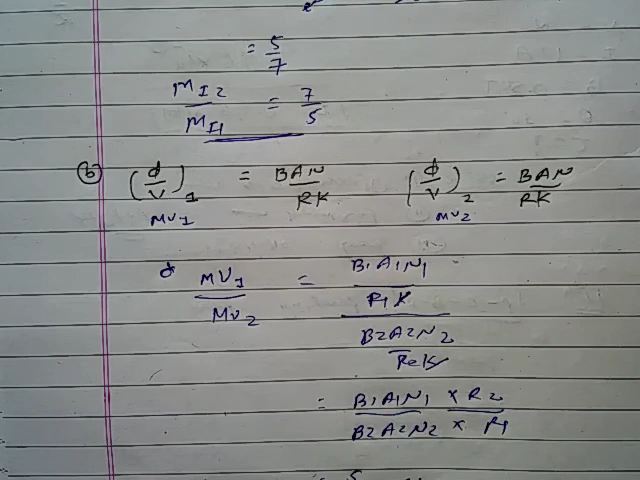 = 5/7
MI2/MI1 = 7/5
(b) (ϕ/V)1 = BAN/RK (ϕ/V)2 = BAN/RK
MV1 MV2
MV1/MV2 = B1A1N1/R1K / B2A2N2/R2K
= B1A1N1 × R2 / B2A2N2 × R1